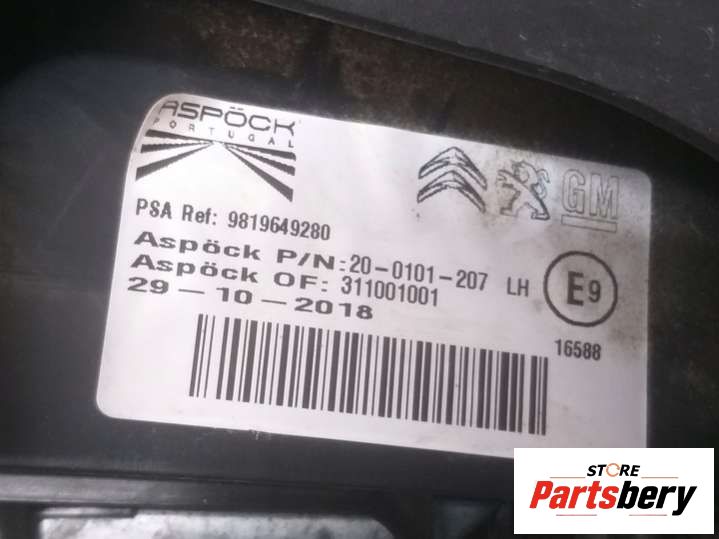 ASPÖCK
PORTUGAL
GM
PSA Ref: 9819649280
Aspöck P/N:20-0101-207 LH
Aspöck OF: 311001001
29-10-2018
E9
16588
STORE
Partsbery